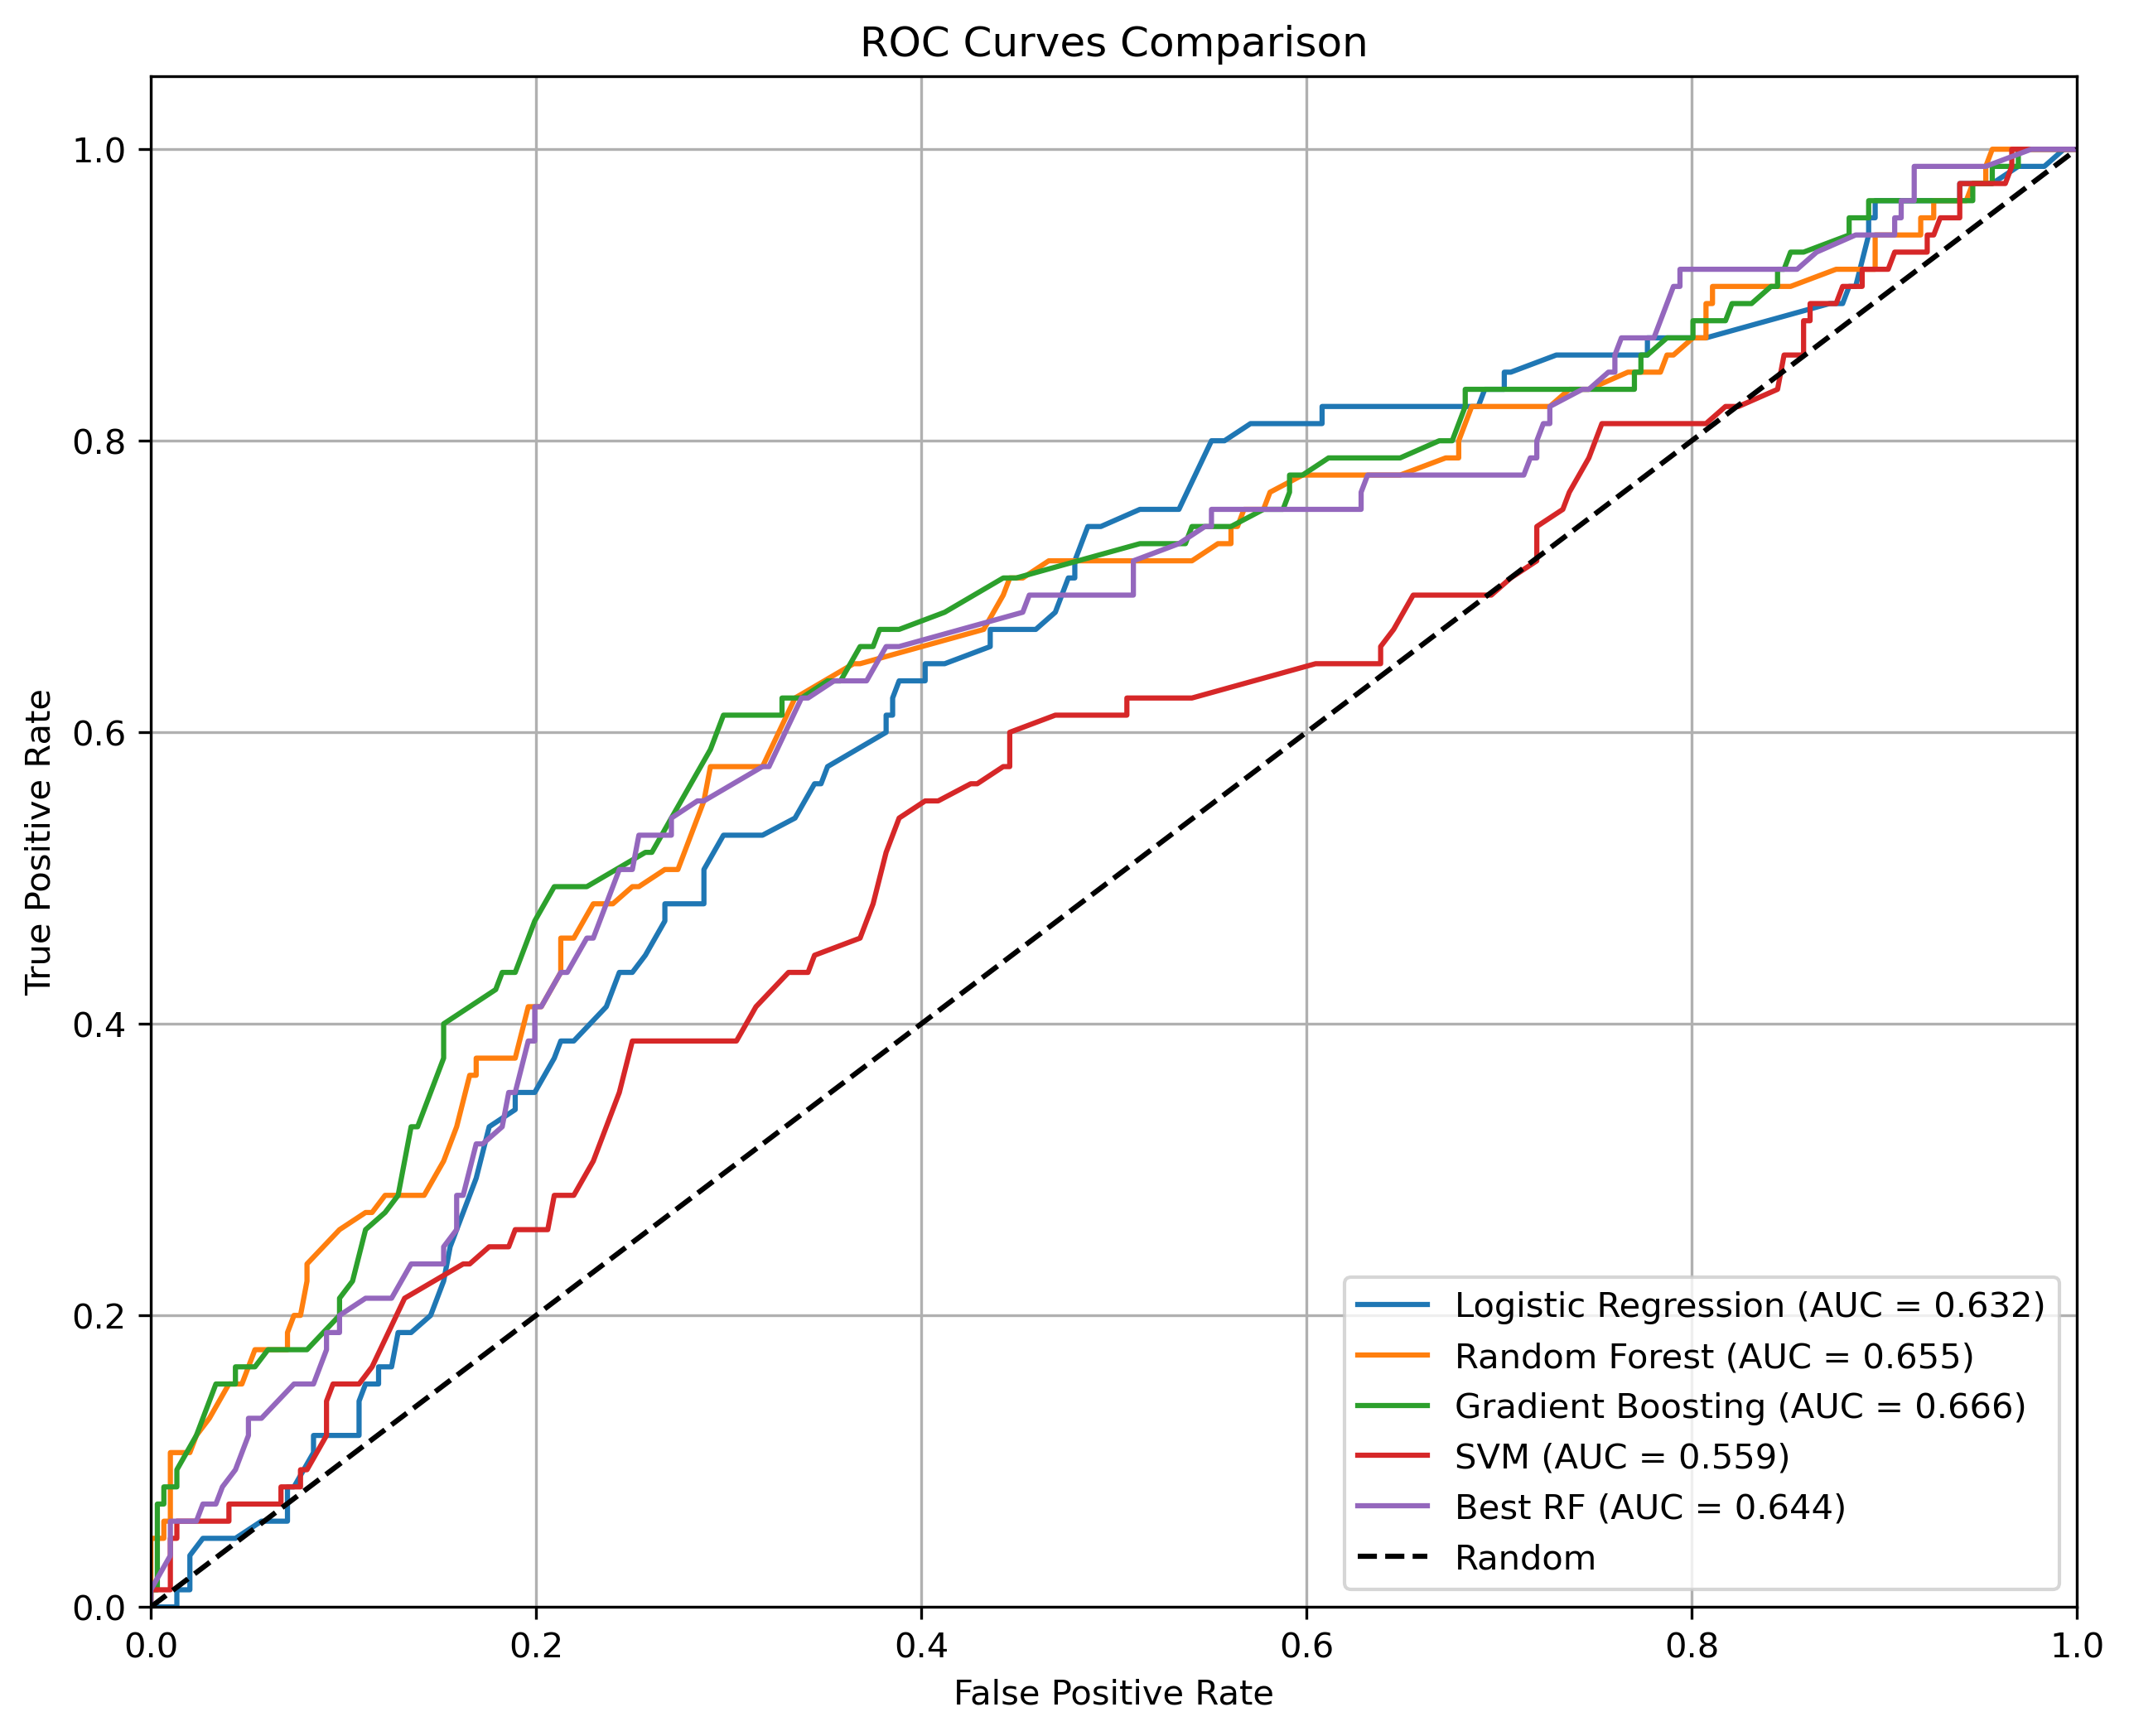 ROC Curves Comparison
1.0
0.8
0.6
0.4
0.2
0.0
True Positive Rate
0.0 0.2 0.4 0.6 0.8 1.0
False Positive Rate
Logistic Regression (AUC = 0.632)
Random Forest (AUC = 0.655)
Gradient Boosting (AUC = 0.666)
SVM (AUC = 0.559)
Best RF (AUC = 0.644)
Random